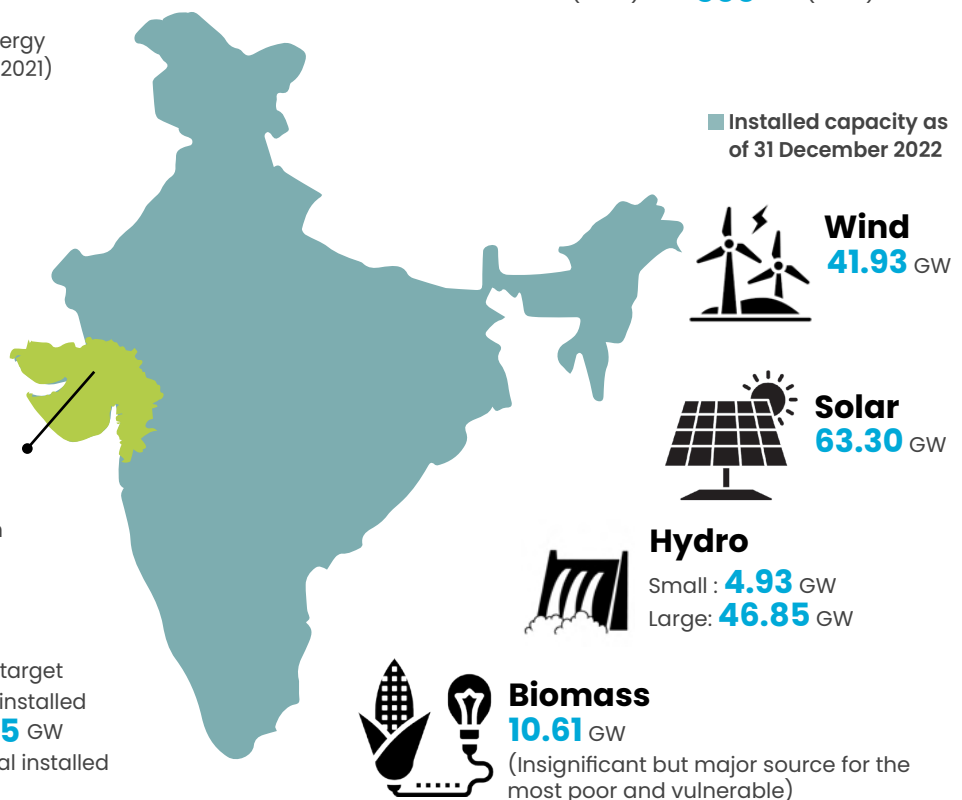 ergy
2021)
Installed capacity as
of 31 December 2022
Wind
41.93 GW
Solar
63.30 GW
Hydro
Small : 4.93 GW
Large: 46.85 GW
target
installed
5 GW
al installed
Biomass
10.61 GW
(Insignificant but major source for the
most poor and vulnerable)